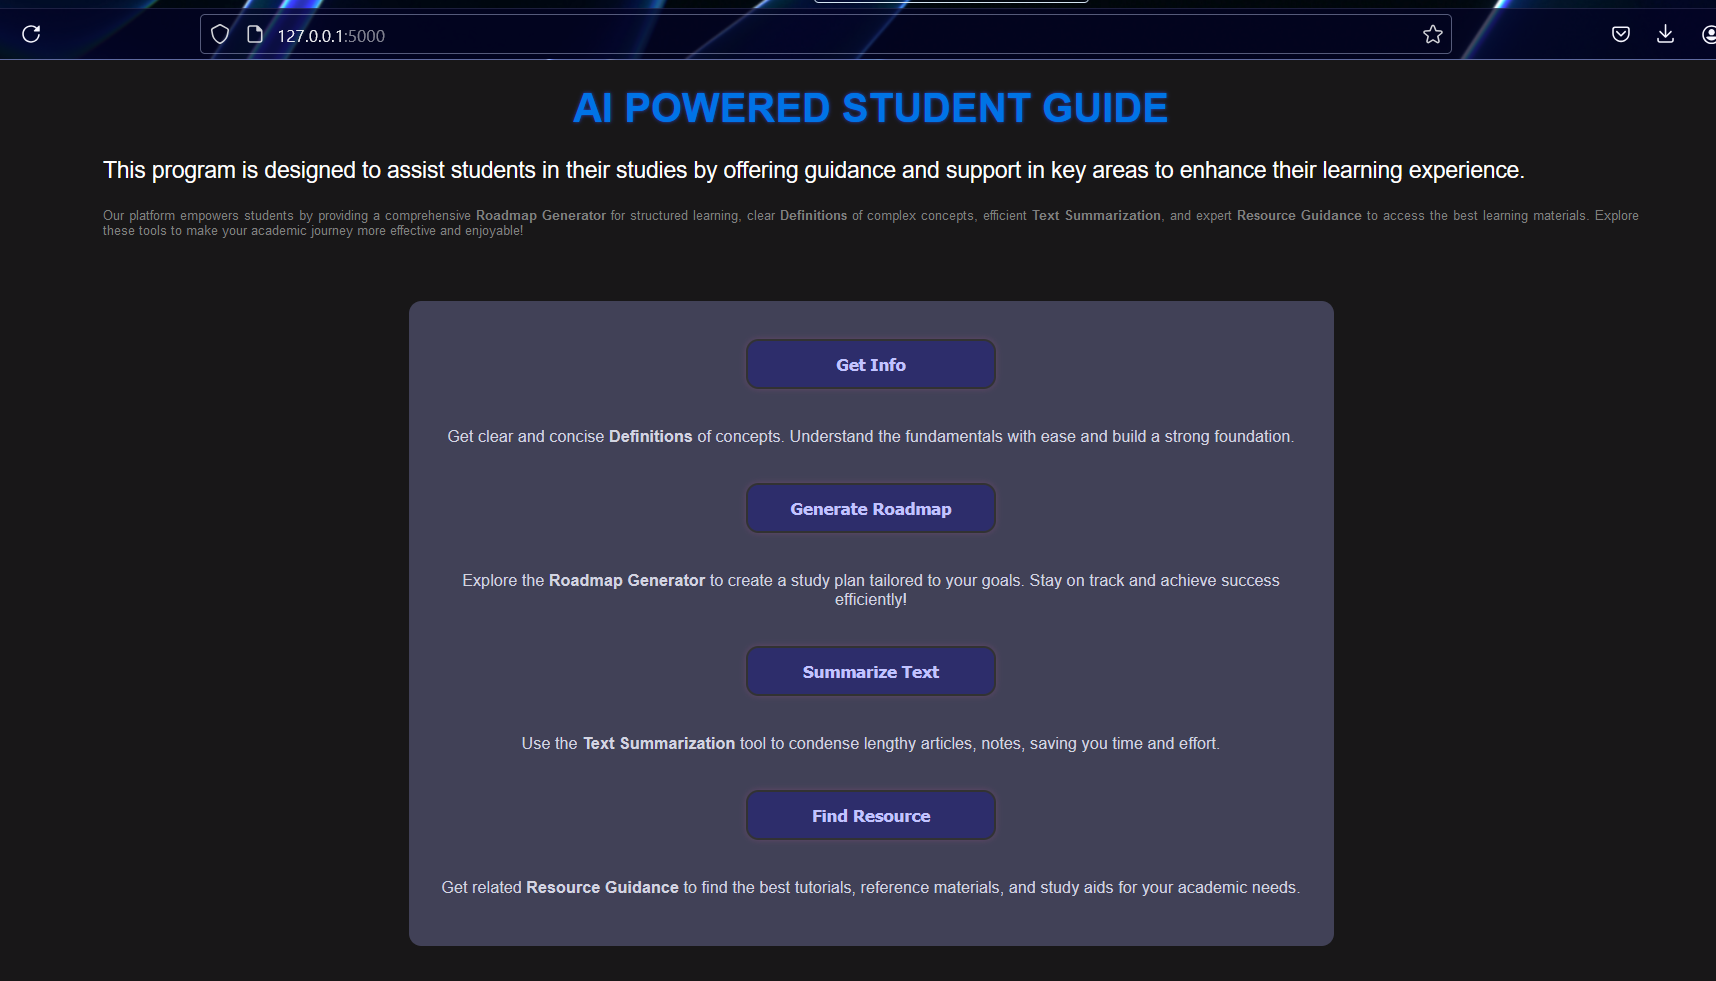 127.0.0.1:5000
AI POWERED STUDENT GUIDE
This program is designed to assist students in their studies by offering guidance and support in key areas to enhance their learning experience.
Our platform empowers students by providing a comprehensive Roadmap Generator for structured learning, clear Definitions of complex concepts, efficient Text Summarization, and expert Resource Guidance to access the best learning materials. Explore
these tools to make your academic journey more effective and enjoyable!
Get Info
Get clear and concise Definitions of concepts. Understand the fundamentals with ease and build a strong foundation.
Generate Roadmap
Explore the Roadmap Generator to create a study plan tailored to your goals. Stay on track and achieve success
efficiently!
Summarize Text
Use the Text Summarization tool to condense lengthy articles, notes, saving you time and effort.
Find Resource
Get related Resource Guidance to find the best tutorials, reference materials, and study aids for your academic needs.